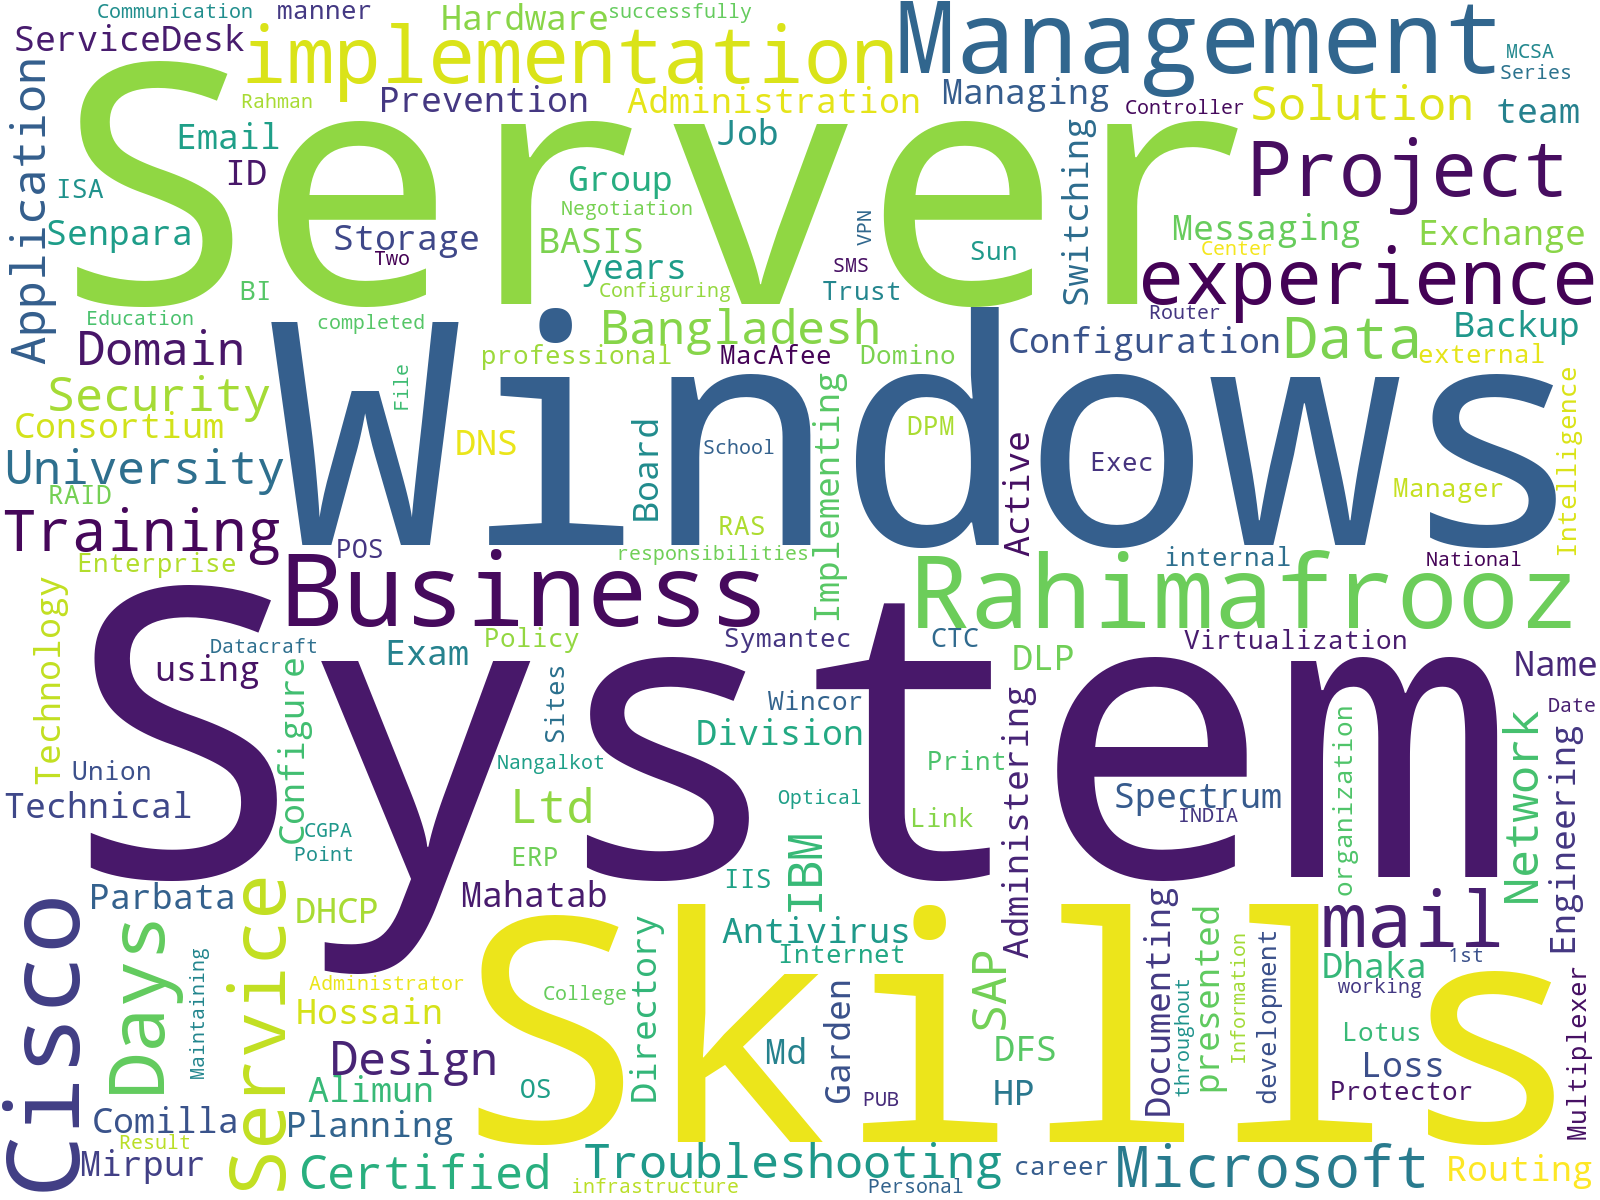 Communication manner Hardware successfully
ServiceDesk implementation Management MCSA
Series
Rahman Prevention Administration Managing Controller Solution team
Application Email Job Switching Project
ID Server
ISA Group
Senpara Negotiation VPN Messaging Exchange
Storage BASIS Sun Center
Two years SMS experience
BI Configuring Trust
Education completed Bangladesh Router Backup
Domain professional MacAfee Domino Configuration Data external
Security File Windows Intelligence
Consortium DNS Board School Implementing DPM Active
University Exec
RAID RAS Manager
Training POS responsibilities internal National
Enterprise Business Rahimafrooz
Technology Datacraft Exam Policy Symantec CTC Virtualization
using DLP Name
Configure Sites System Wincor Administering organization Date
Division Network Engineering
Union Nangalkot Print
Technical Ltd Optical Link Spectrum
CGPA INDIA
Point ERP IBM
Parbata Mahatab IIS Documenting mail
Cisco Days Service DHCP Directory Antivirus SAP presented
Maintaining Internet Information development Dhaka 1st
Administrator College Garden throughout working Multiplexer
Hossain Skills Lotus
Design Md DFS Loss
Alimun OS HP Protector
PUB
Comilla Planning
Result
Mirpur Certified Troubleshooting career Microsoft Routing
infrastructure Personal